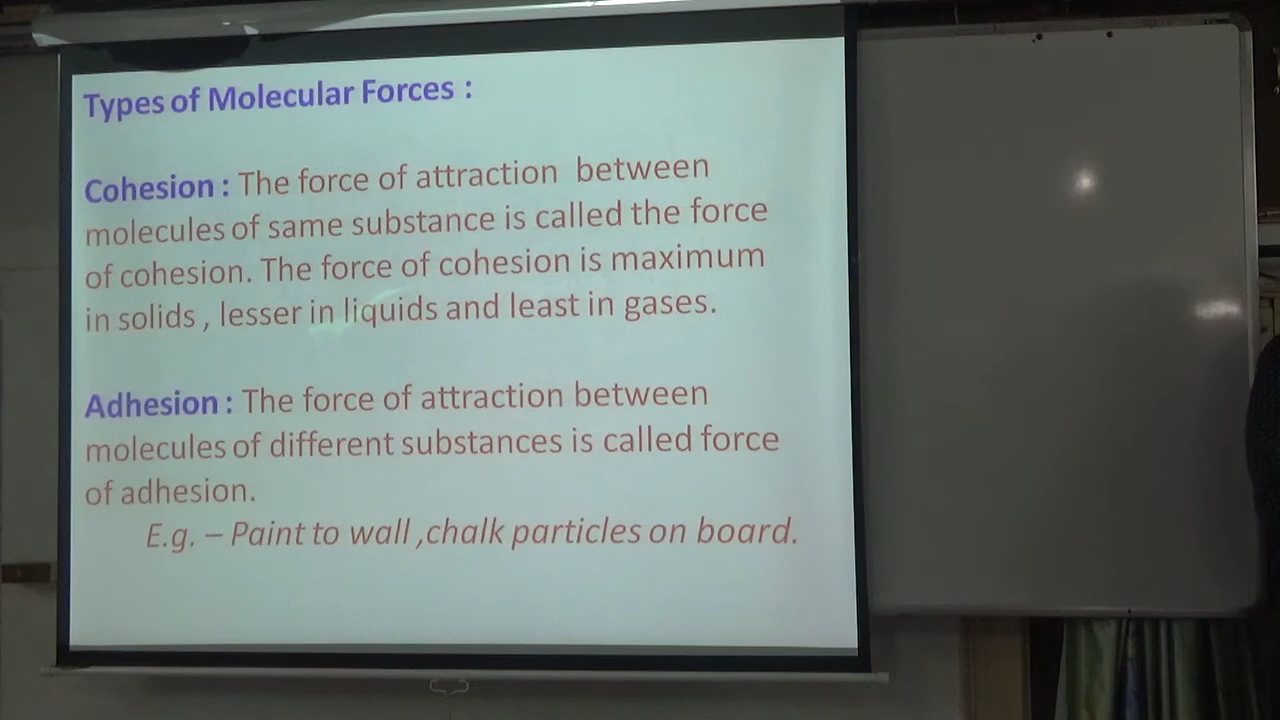 Types of Molecular Forces :
Cohesion : The force of attraction between
molecules of same substance is called the force
of cohesion. The force of cohesion is maximum
in solids , lesser in liquids and least in gases.
Adhesion : The force of attraction between
molecules of different substances is called force
of adhesion.
E.g. – Paint to wall ,chalk particles on board.